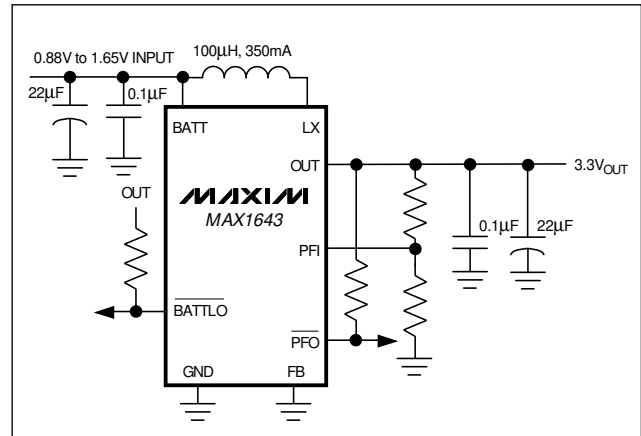 0.88V to 1.65V INPUT
100µH, 350mA
22µF
0.1µF
BATT
LX
OUT
3.3VOUT
OUT
MAXIM
MAX1643
0.1µF
22µF
PFI
BATTLO
PFO
GND
FB